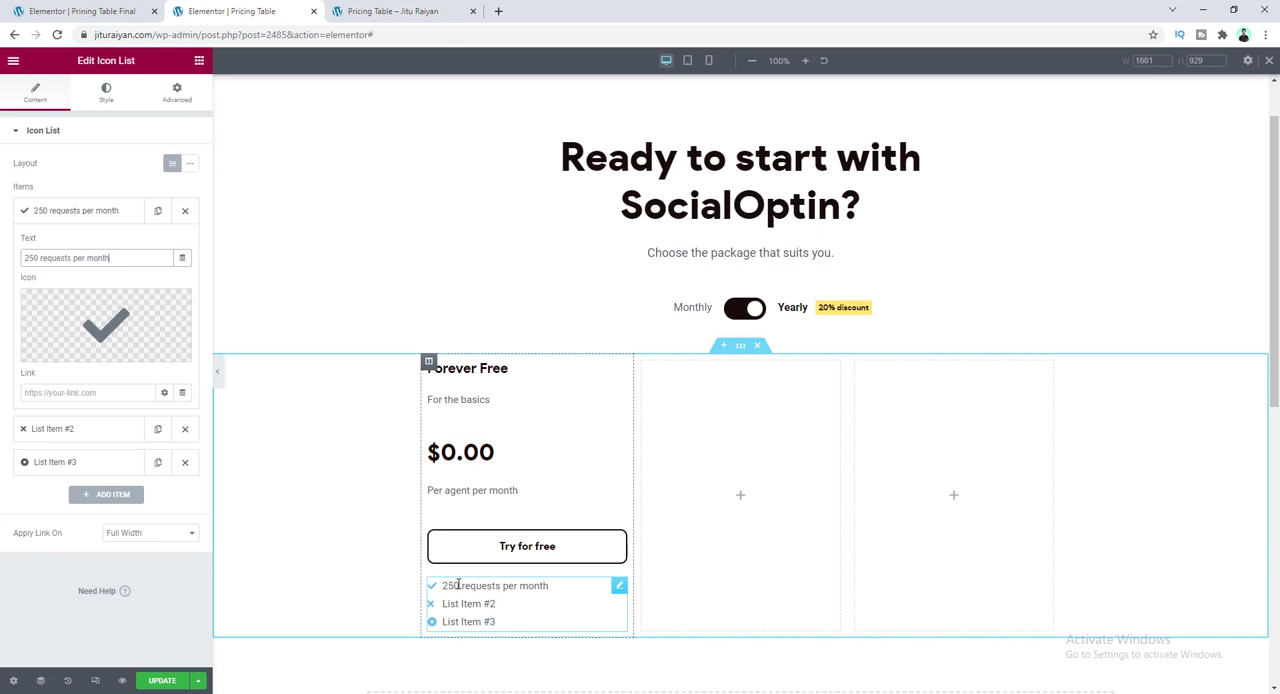 Elementor | Prining Table Final
Elementor | Pricing Table
Pricing Table – Jitu Raiyan
jituraiyan.com/wp-admin/post.php?post=2485&action=elementor#
Edit Icon List
100%
W 1601 H 929
Content
Style
Advanced
Icon List
Layout
Items
250 requests per month
Text
250 requests per month
Icon
Link
https://your-link.com
List Item #2
List Item #3
ADD ITEM
Apply Link On
Full Width
Need Help ?
UPDATE
Ready to start with
SocialOptin?
Choose the package that suits you.
Monthly
Yearly
20% discount
Forever Free
For the basics
$0.00
Per agent per month
Try for free
250 requests per month
List Item #2
List Item #3
Activate Windows
Go to Settings to activate Windows.